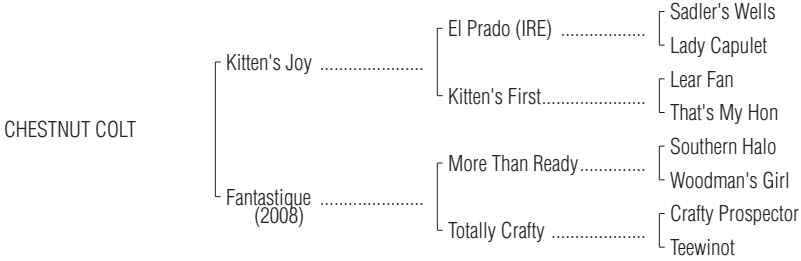 Sadler's Wells
El Prado (IRE) ..................
Lady Capulet
Kitten's Joy ......................
Lear Fan
Kitten's First......................
That's My Hon
CHESTNUT COLT
Southern Halo
More Than Ready..............
Woodman's Girl
Fantastique ......................
(2008)
Crafty Prospector
Totally Crafty ....................
Teewinot